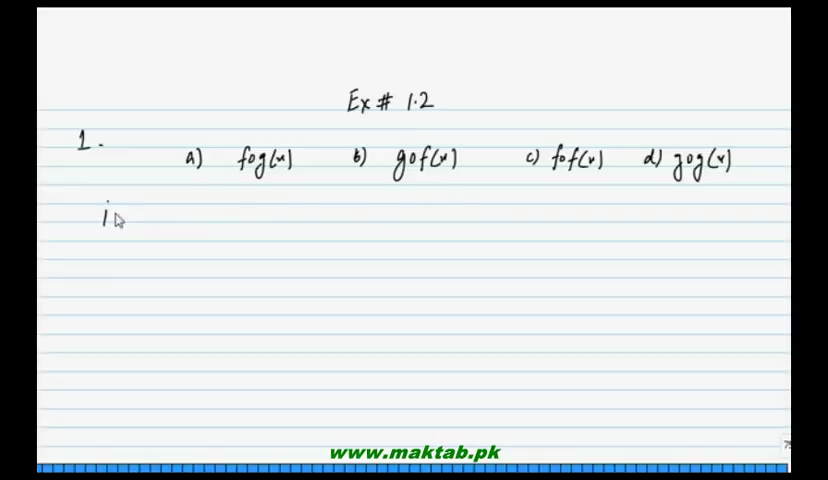 Ex # 1.2
1.
a) fog(x) b) gof(x) c) fof(x) d) gog(x)
i
www.maktab.pk